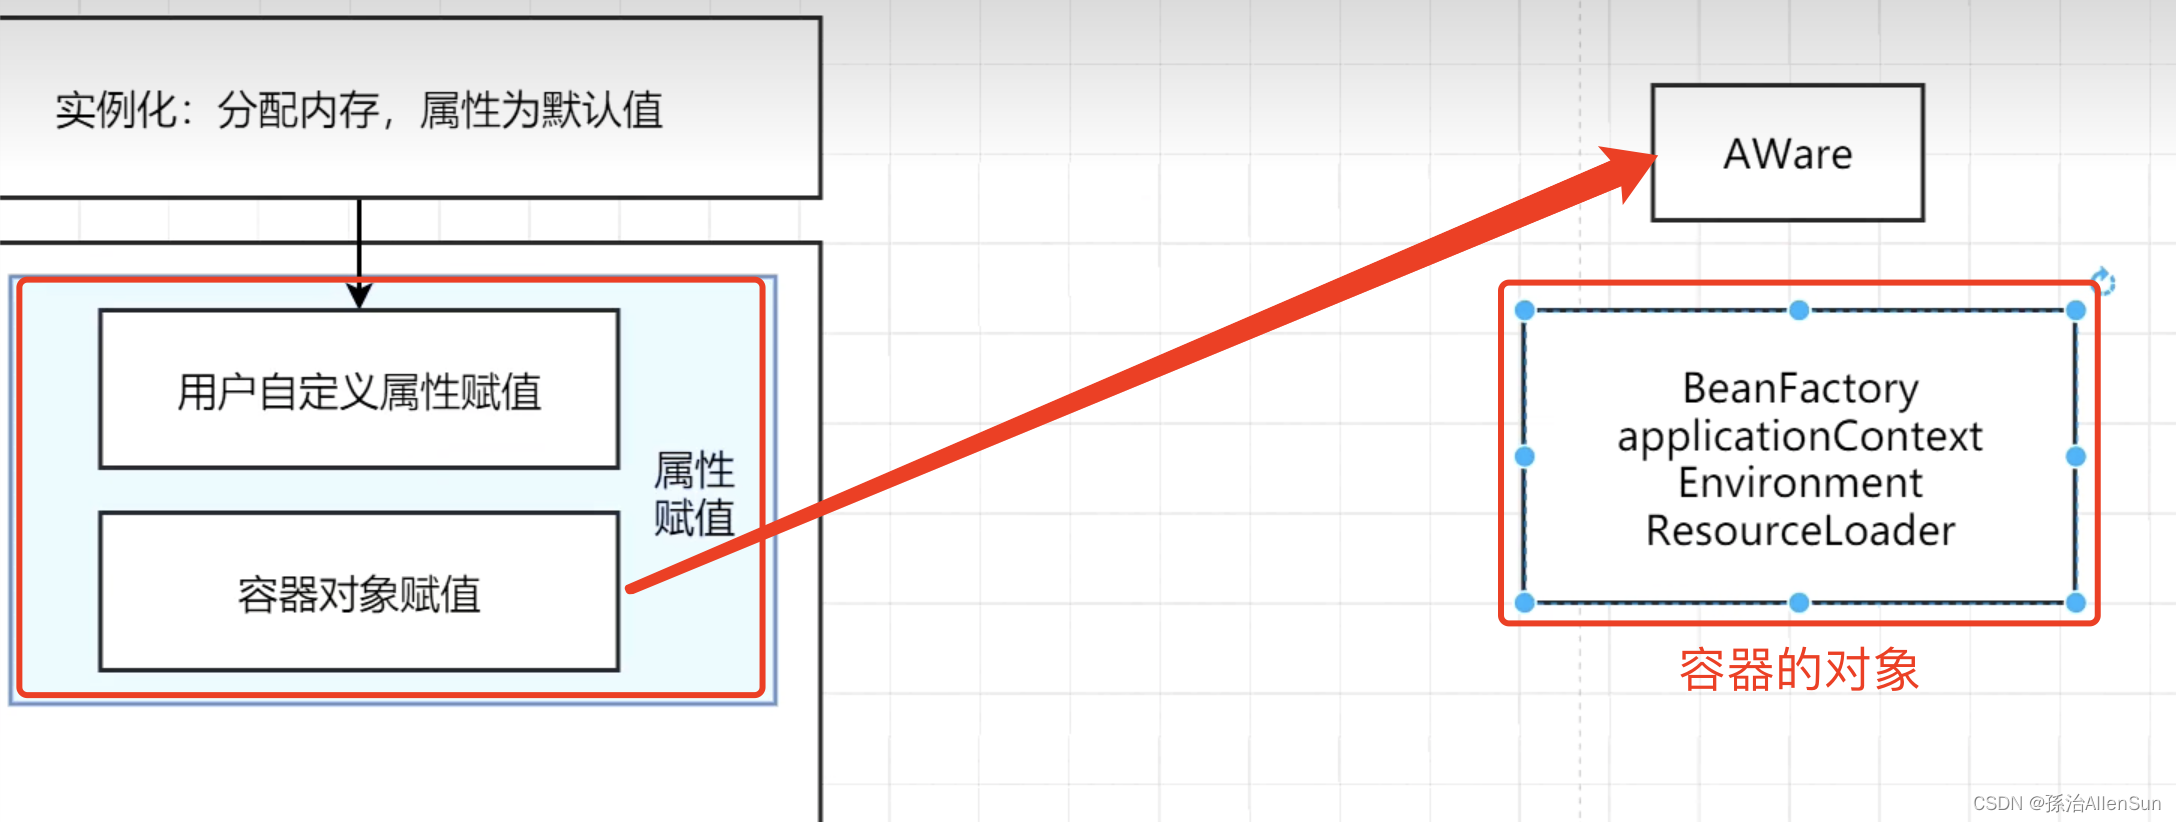 实例化：分配内存，属性为默认值
用户自定义属性赋值
属性
赋值
容器对象赋值
AWare
BeanFactory
applicationContext
Environment
ResourceLoader
容器的对象
CSDN @孫治AllenSun